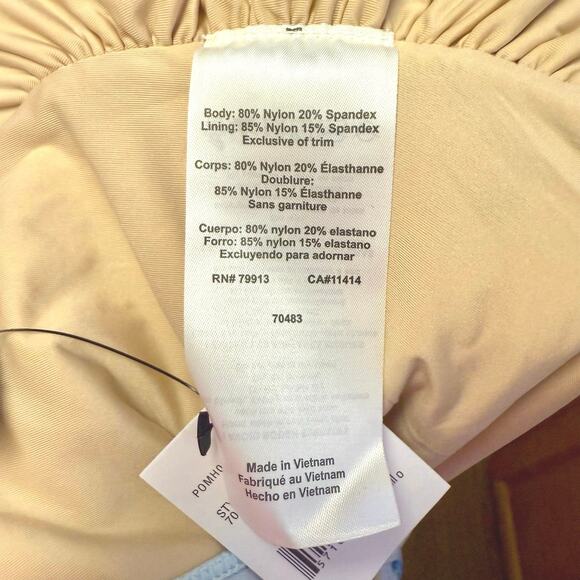 Body: 80% Nylon 20% Spandex
Lining: 85% Nylon 15% Spandex
Exclusive of trim
Corps: 80% Nylon 20% Élasthanne
Doublure:
85% Nylon 15% Élasthanne
Sans garniture
Cuerpo: 80% nylon 20% elastano
Forro: 85% nylon 15% elastano
Excluyendo para adornar
RN# 79913 CA#11414
70483
Made in Vietnam
Fabriqué au Vietnam
Hecho en Vietnam
POMHO
70